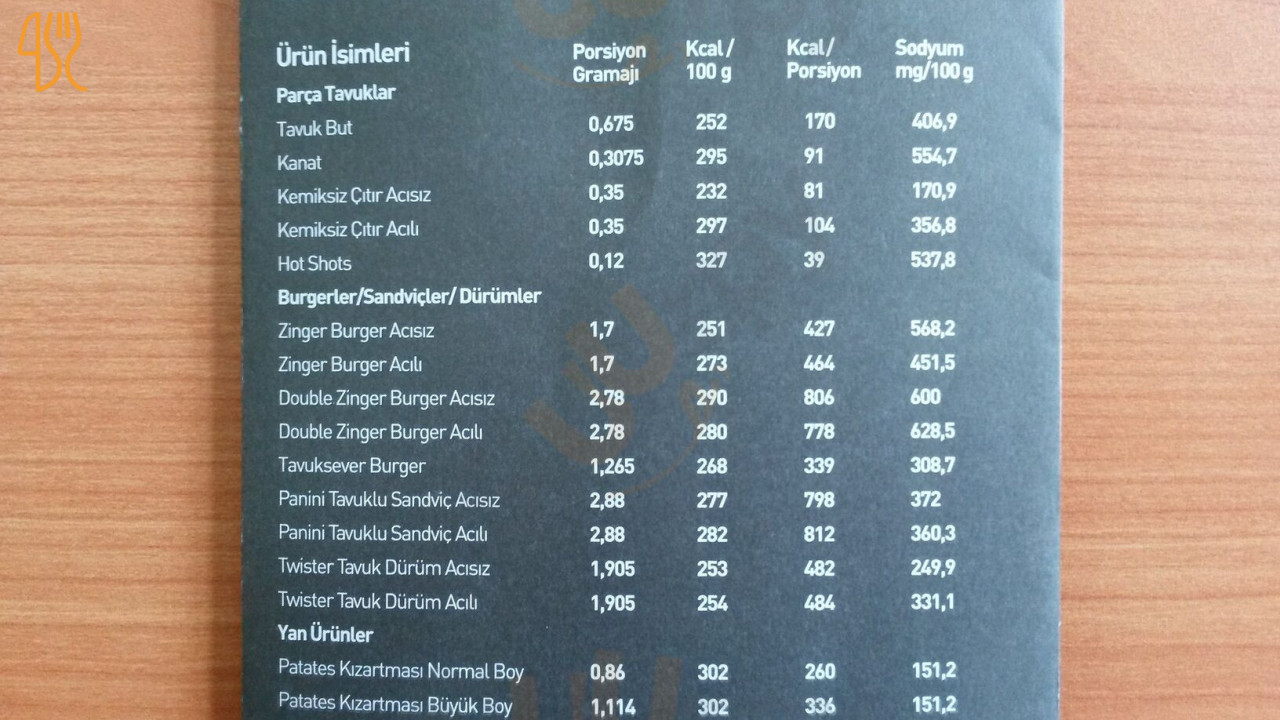 Ürün İsimleri Porsiyon Gramajı Kcal / 100 g Kcal / Porsiyon Sodyum mg/100 g
Parça Tavuklar
Tavuk But 0,675 252 170 406,9
Kanat 0,3075 295 91 554,7
Kemiksiz Çıtır Acısız 0,35 232 81 170,9
Kemiksiz Çıtır Acılı 0,35 297 104 356,8
Hot Shots 0,12 327 39 537,8
Burgerler/Sandviçler/ Dürümler
Zinger Burger Acısız 1,7 251 427 568,2
Zinger Burger Acılı 1,7 273 464 451,5
Double Zinger Burger Acısız 2,78 290 806 600
Double Zinger Burger Acılı 2,78 280 778 628,5
Tavuksever Burger 1,265 268 339 308,7
Panini Tavuklu Sandviç Acısız 2,88 277 798 372
Panini Tavuklu Sandviç Acılı 2,88 282 812 360,3
Twister Tavuk Dürüm Acısız 1,905 253 482 249,9
Twister Tavuk Dürüm Acılı 1,905 254 484 331,1
Yan Ürünler
Patates Kızartması Normal Boy 0,86 302 260 151,2
Patates Kızartması Büyük Boy 1,114 302 336 151,2